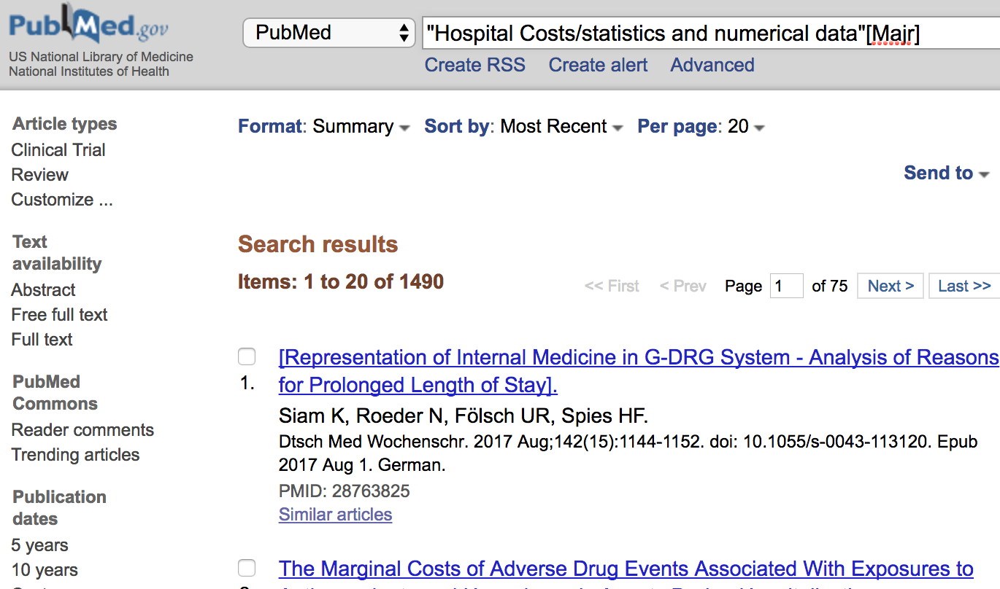 PubMed.gov
US National Library of Medicine
National Institutes of Health
PubMed
"Hospital Costs/statistics and numerical data"[Majr]
Create RSS Create alert Advanced
Article types
Clinical Trial
Review
Customize ...
Text
availability
Abstract
Free full text
Full text
PubMed
Commons
Reader comments
Trending articles
Publication
dates
5 years
10 years
Format: Summary Sort by: Most Recent Per page: 20
Send to
Search results
Items: 1 to 20 of 1490
<< First < Prev Page 1 of 75 Next > Last >>
[Representation of Internal Medicine in G-DRG System - Analysis of Reasons
1. for Prolonged Length of Stay].
Siam K, Roeder N, Fölsch UR, Spies HF.
Dtsch Med Wochenschr. 2017 Aug;142(15):1144-1152. doi: 10.1055/s-0043-113120. Epub
2017 Aug 1. German.
PMID: 28763825
Similar articles
The Marginal Costs of Adverse Drug Events Associated With Exposures to